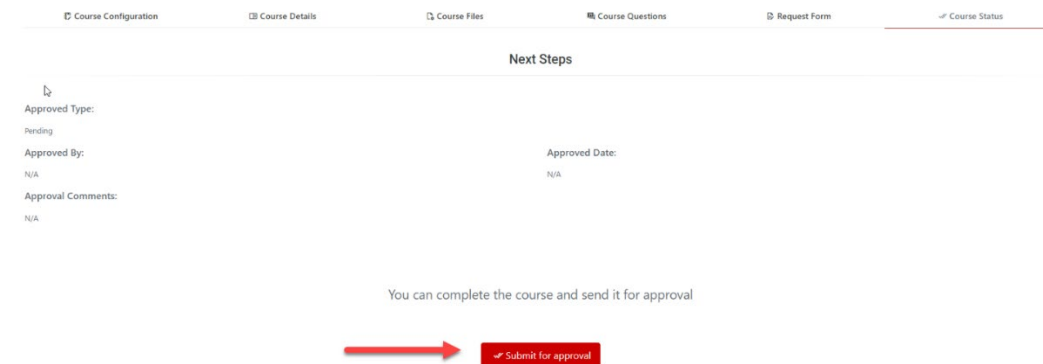 Course Configuration Course Details Course Files Course Questions Request Form Course Status
Next Steps
Approved Type:
Pending
Approved By: Approved Date:
N/A N/A
Approval Comments:
N/A
You can complete the course and send it for approval
Submit for approval